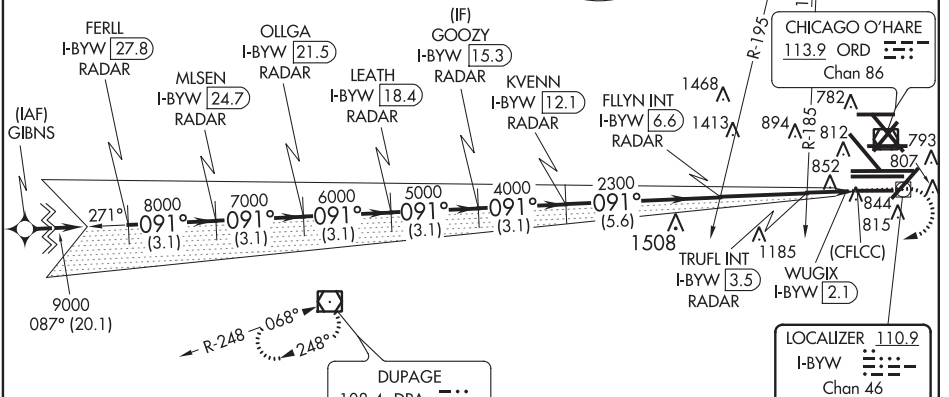 FERLL
I-BYW 27.8
RADAR
MLSEN
I-BYW 24.7
RADAR
OLLGA
I-BYW 21.5
RADAR
LEATH
I-BYW 18.4
RADAR
(IF)
GOOZY
I-BYW 15.3
RADAR
KVENN
I-BYW 12.1
RADAR
FLLYN INT
I-BYW 6.6
RADAR
R-195
R-185
CHICAGO O'HARE
113.9 ORD
Chan 86
1468
1413
894
782
812
852
793
807
844
815
(IAF)
GIBNS
271°
8000
091°
(3.1)
7000
091°
(3.1)
6000
091°
(3.1)
5000
091°
(3.1)
4000
091°
(3.1)
2300
091°
(5.6)
1508
1185
TRUFL INT
I-BYW 3.5
RADAR
(CFLCC)
WUGIX
I-BYW 2.1
9000
087° (20.1)
R-248
068°
248°
DUPAGE
LOCALIZER 110.9
I-BYW
Chan 46